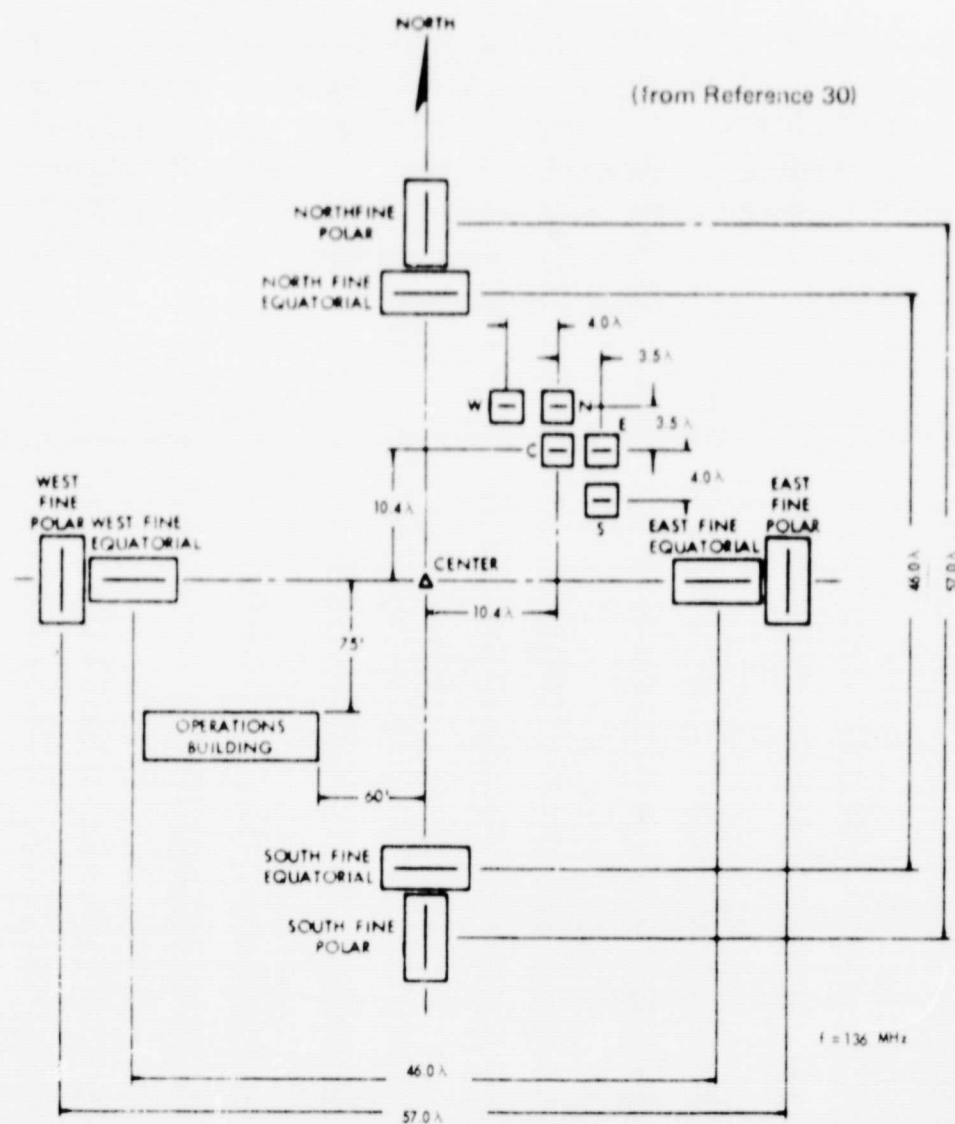 NORTH
(from Reference 30)
NORTHFINE
POLAR
NORTH FINE
EQUATORIAL
4.0 λ
3.5 λ
W
N
E
3.5 λ
C
4.0 λ
S
10.4 λ
WEST
FINE
POLAR
WEST FINE
EQUATORIAL
EAST FINE
EQUATORIAL
EAST
FINE
POLAR
CENTER
10.4 λ
46.0 λ
57.0 λ
75'
OPERATIONS
BUILDING
60'
SOUTH FINE
EQUATORIAL
SOUTH FINE
POLAR
f = 136 MHz
46.0 λ
57.0 λ